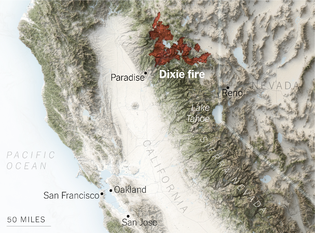 Dixie fire
Paradise
NEVADA
Reno
Lake
Tahoe
PACIFIC
OCEAN
CALIFORNIA
San Francisco
Oakland
San Jose
50 MILES